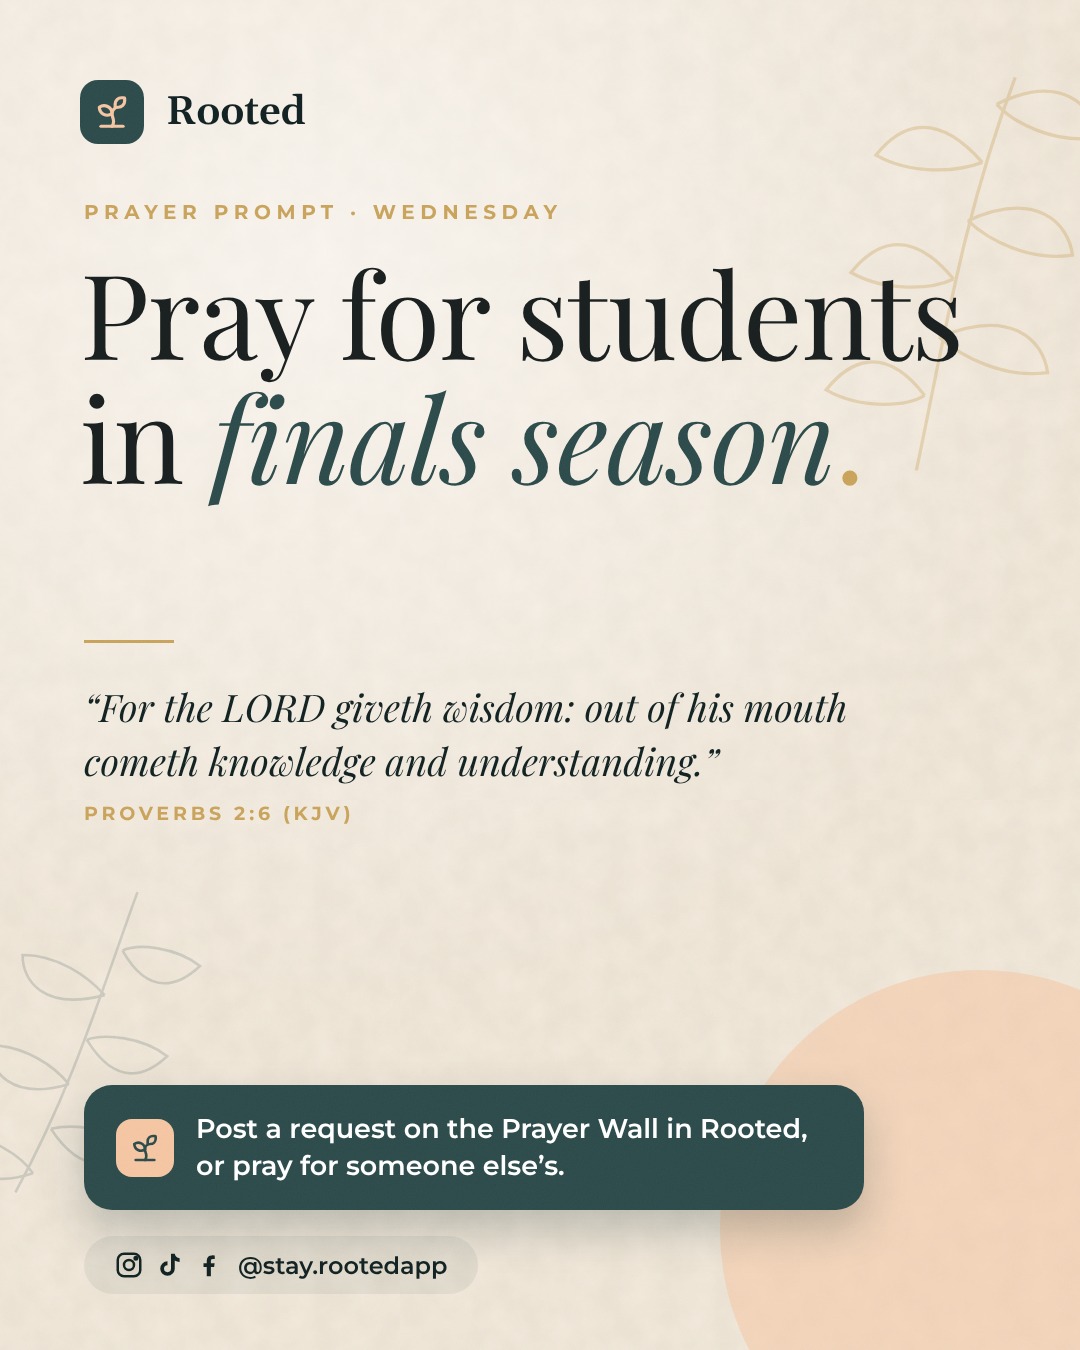 Rooted
PRAYER PROMPT · WEDNESDAY
Pray for students
in finals season.
“For the LORD giveth wisdom: out of his mouth
cometh knowledge and understanding.”
PROVERBS 2:6 (KJV)
Post a request on the Prayer Wall in Rooted,
or pray for someone else’s.
@stay.rootedapp